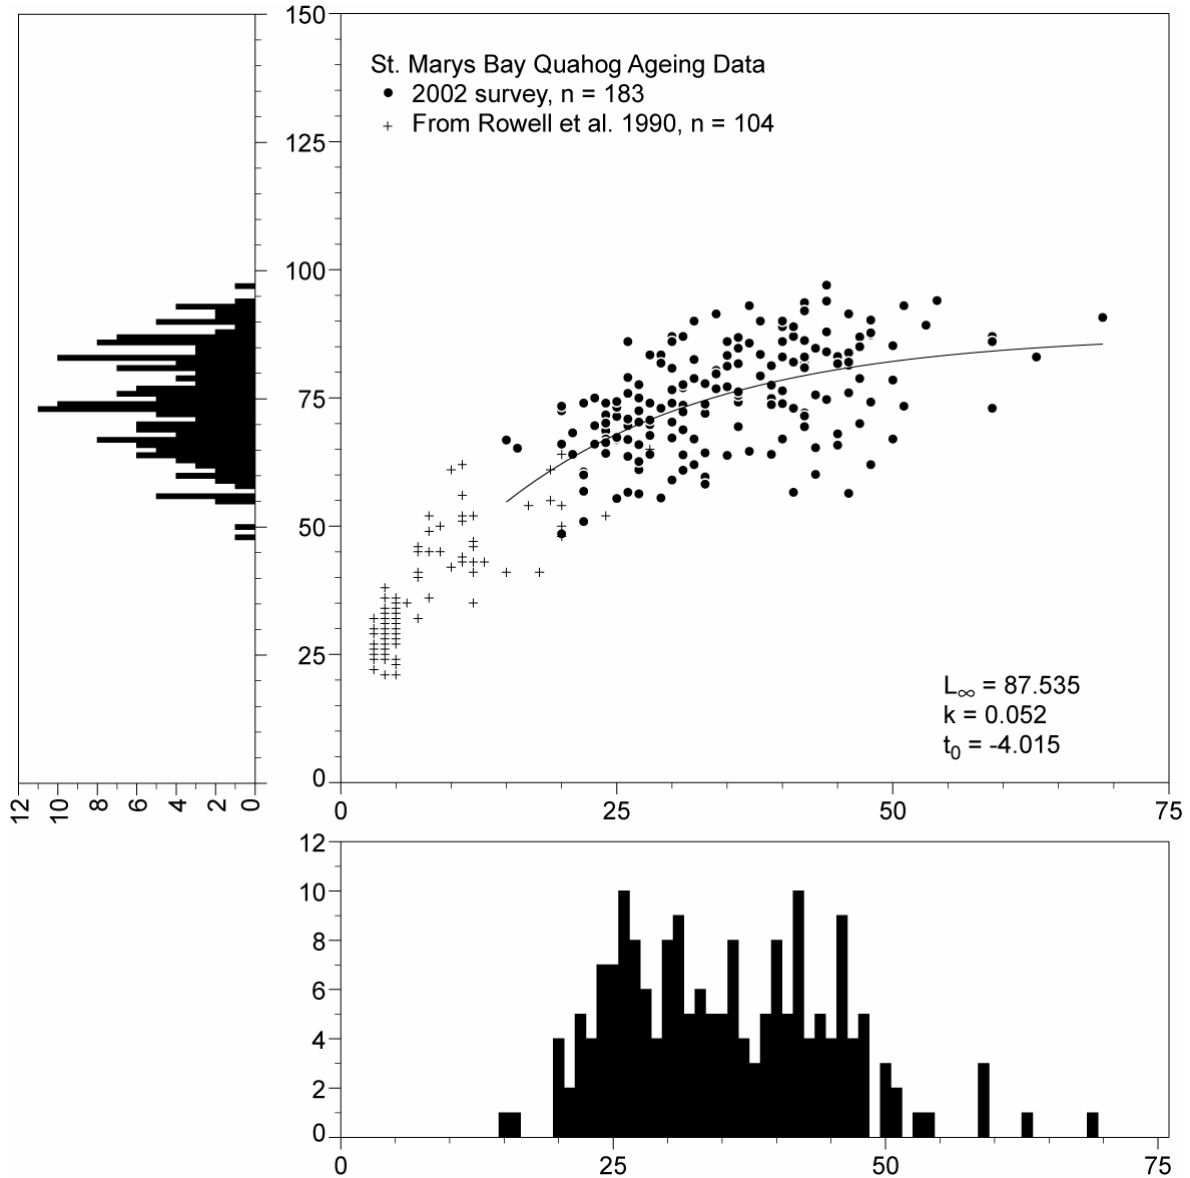 150
125
100
75
50
25
0
St. Marys Bay Quahog Ageing Data
2002 survey, n = 183
From Rowell et al. 1990, n = 104
L∞ = 87.535
k = 0.052
t0 = -4.015
12 10 8 6 4 2 0
0 25 50 75
12
10
8
6
4
2
0
0 25 50 75